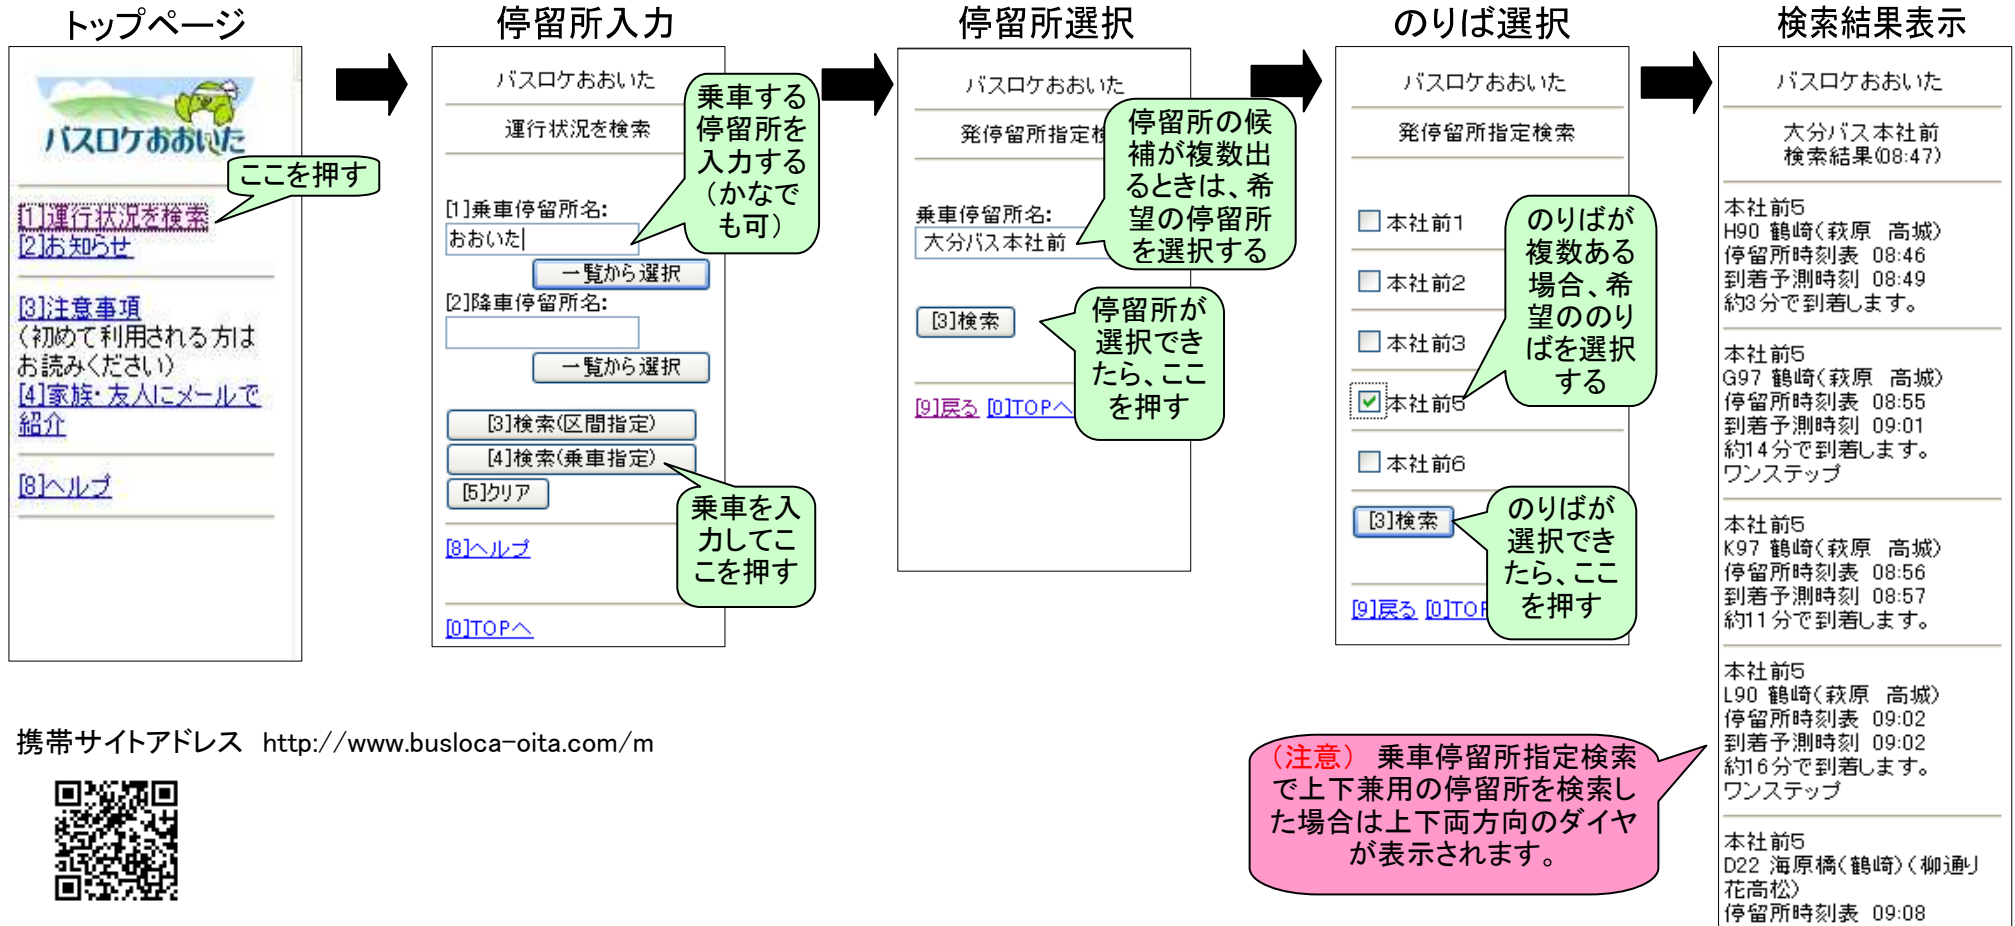 トップページ
バスロケおおいた
ここを押す
[1]運行状況を検索
[2]お知らせ
[3]注意事項
(初めて利用される方は
お読みください)
[4]家族・友人にメールで
紹介
[8]ヘルプ
停留所入力
バスロケおおいた
運行状況を検索
乗車する
停留所を
入力する
(かなで
も可)
[1]乗車停留所名:
おおいた
一覧から選択
[2]降車停留所名:
一覧から選択
[3]検索(区間指定)
[4]検索(乗車指定)
[5]クリア
乗車を入
力してこ
こを押す
[8]ヘルプ
[0]TOPへ
停留所選択
バスロケおおいた
発停留所指定検
停留所の候
補が複数出
るときは、希
望の停留所
を選択する
乗車停留所名:
大分バス本社前
[3]検索
停留所が
選択でき
たら、ここ
を押す
[9]戻る [0]TOPへ
のりば選択
バスロケおおいた
発停留所指定検索
本社前1
本社前2
本社前3
本社前5
本社前6
のりばが
複数ある
場合、希
望ののり
ばを選択
する
[3]検索
のりばが
選択でき
たら、ここ
を押す
[9]戻る [0]TOP
検索結果表示
バスロケおおいた
大分バス本社前
検索結果(08:47)
本社前5
H90 鶴崎(萩原 高城)
停留所時刻表 08:46
到着予測時刻 08:49
約3分で到着します。
本社前5
G97 鶴崎(萩原 高城)
停留所時刻表 08:55
到着予測時刻 09:01
約14分で到着します。
ワンステップ
本社前5
K97 鶴崎(萩原 高城)
停留所時刻表 08:56
到着予測時刻 08:57
約11分で到着します。
本社前5
L90 鶴崎(萩原 高城)
停留所時刻表 09:02
到着予測時刻 09:02
約16分で到着します。
ワンステップ
本社前5
D22 海原橋(鶴崎)(柳通り
花高松)
停留所時刻表 09:08
携帯サイトアドレス http://www.busloca-oita.com/m
(注意) 乗車停留所指定検索
で上下兼用の停留所を検索し
た場合は上下両方向のダイヤ
が表示されます。